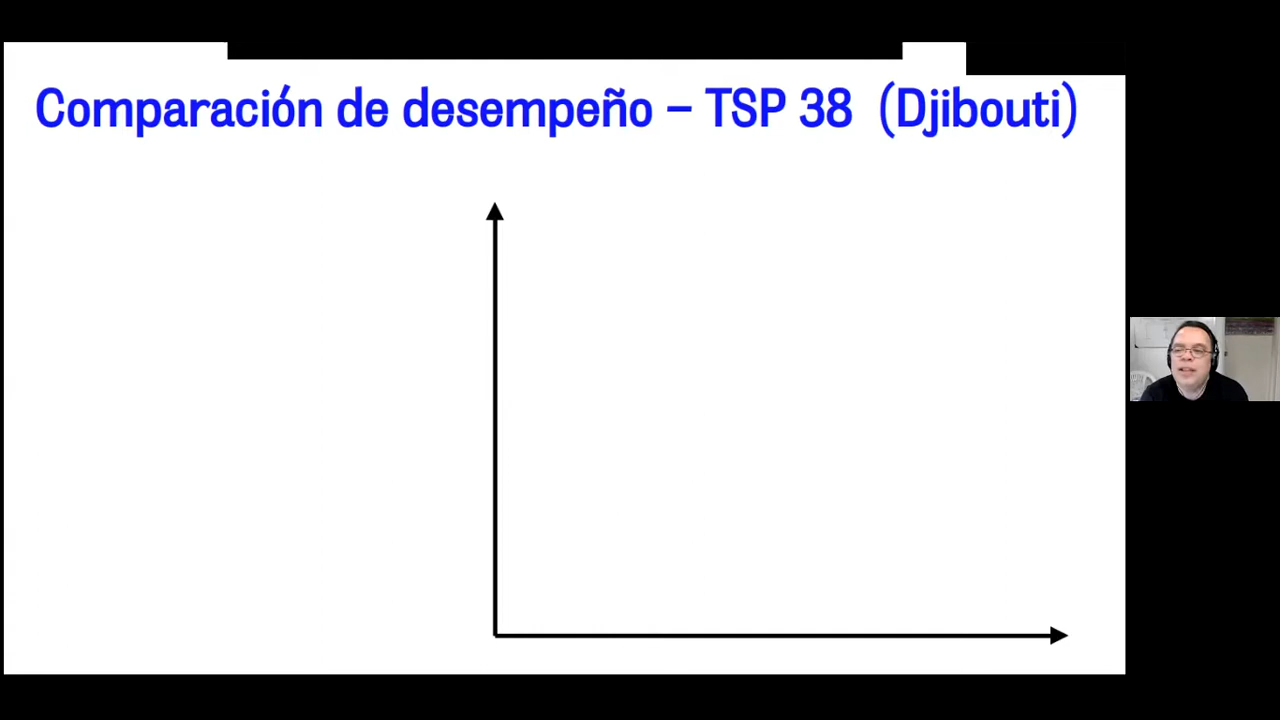 Comparación de desempeño – TSP 38 (Djibouti)